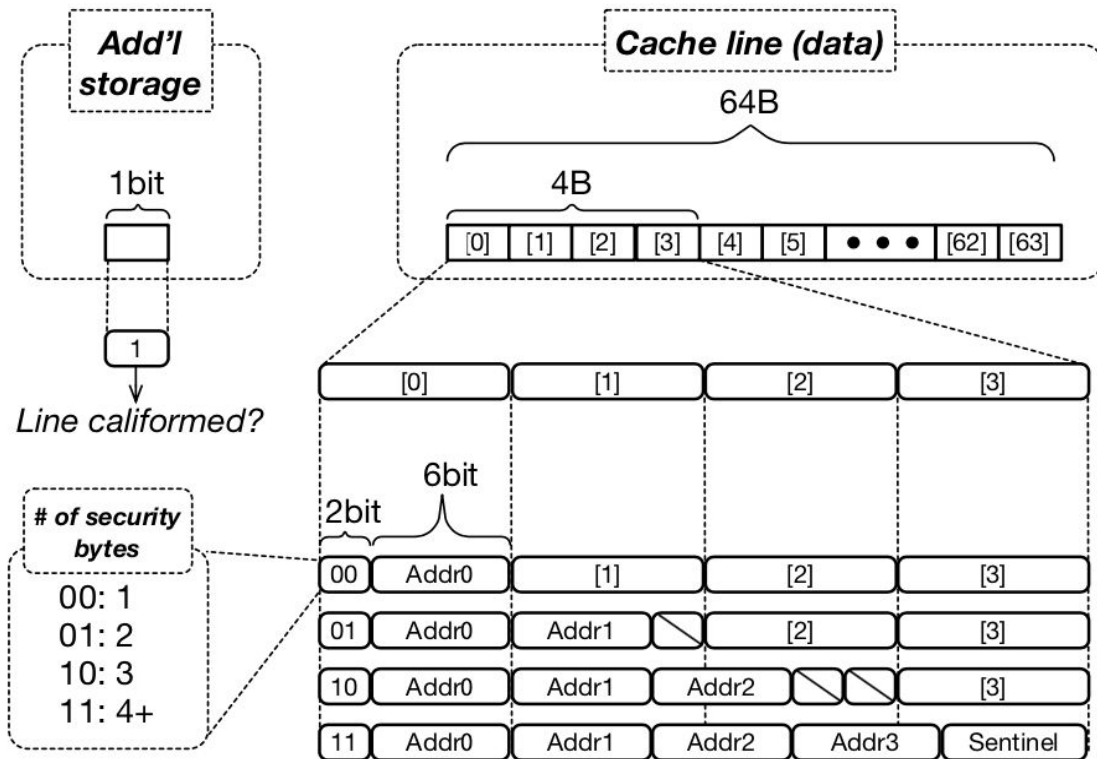 Add'l
storage
Cache line (data)
64B
1bit
4B
[0] [1] [2] [3] [4] [5] • • • [62] [63]
1
Line califormed?
[0] [1] [2] [3]
6bit
2bit
# of security
bytes
00: 1
01: 2
10: 3
11: 4+
00 Addr0 [1] [2] [3]
01 Addr0 Addr1 [2] [3]
10 Addr0 Addr1 Addr2 [3]
11 Addr0 Addr1 Addr2 Addr3 Sentinel